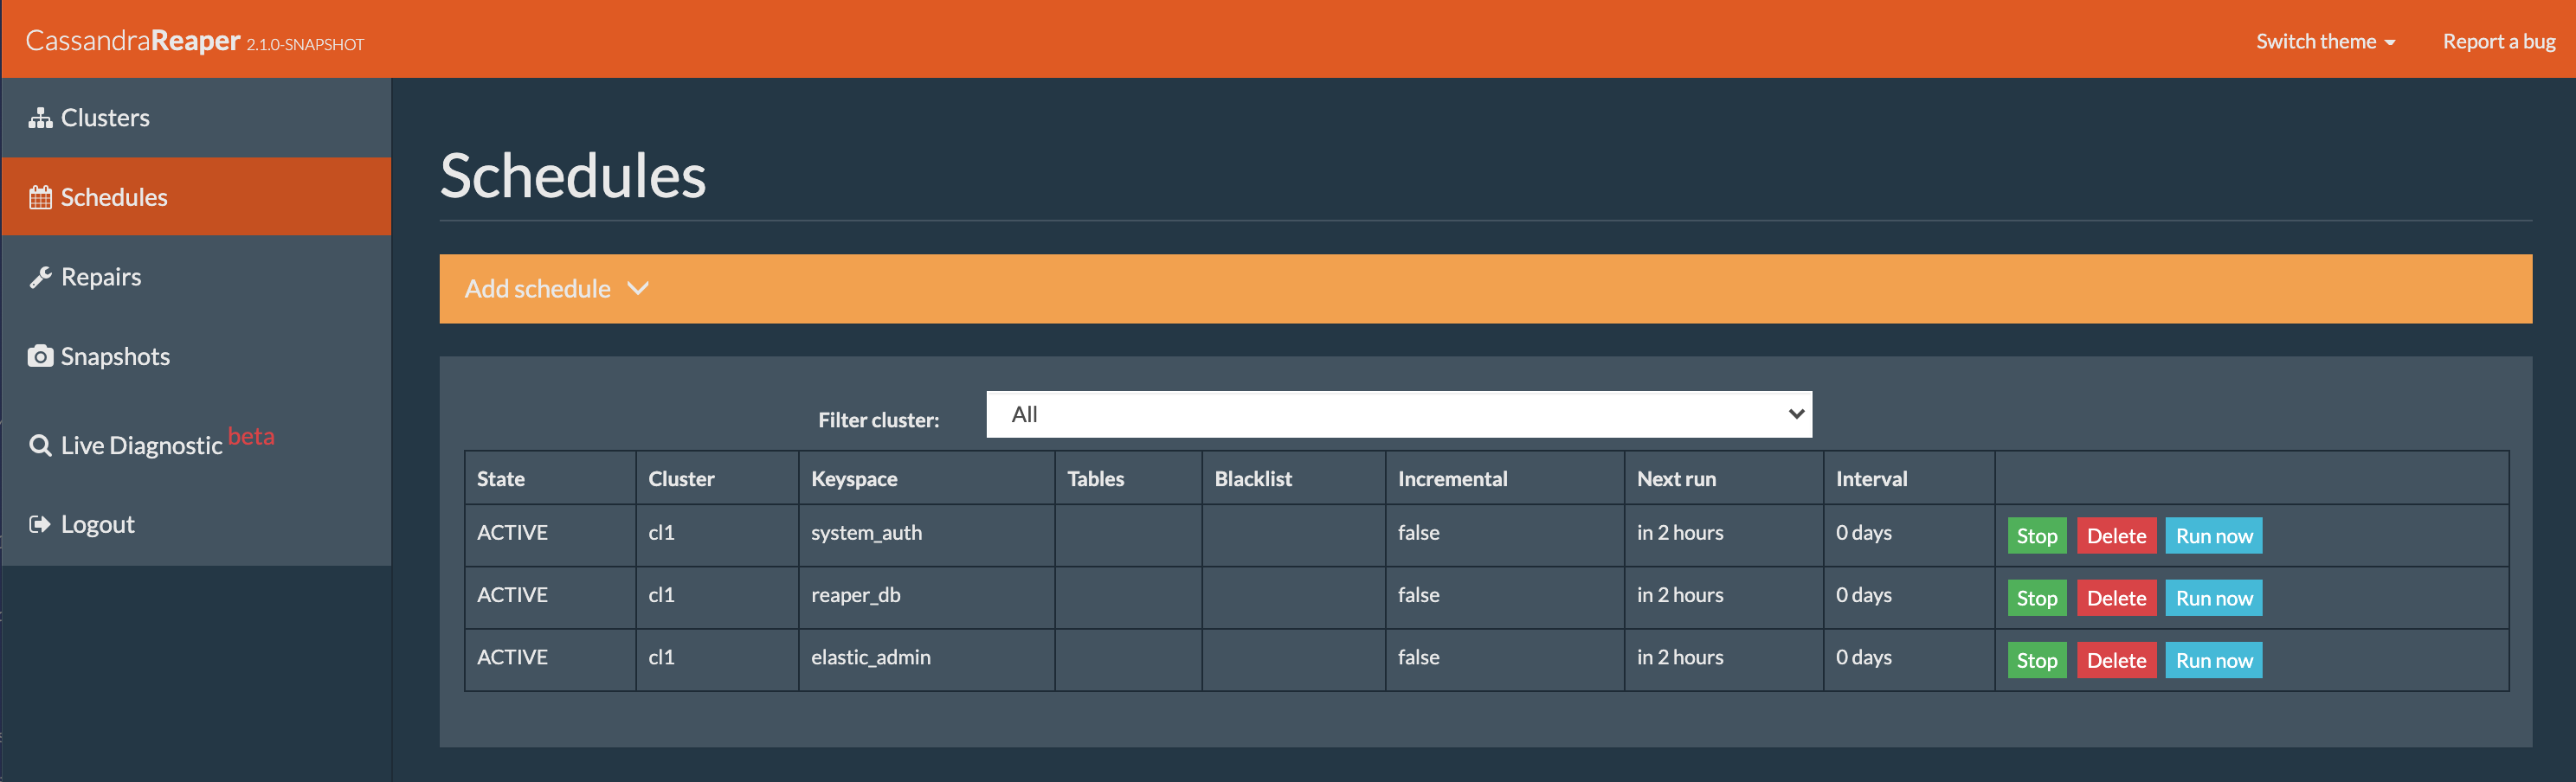 CassandraReaper 2.1.0-SNAPSHOT
Switch theme
Report a bug
Clusters
Schedules
Repairs
Snapshots
Live Diagnostic beta
Logout
Schedules
Add schedule
Filter cluster: All
State Cluster Keyspace Tables Blacklist Incremental Next run Interval
ACTIVE cl1 system_auth false in 2 hours 0 days Stop Delete Run now
ACTIVE cl1 reaper_db false in 2 hours 0 days Stop Delete Run now
ACTIVE cl1 elastic_admin false in 2 hours 0 days Stop Delete Run now